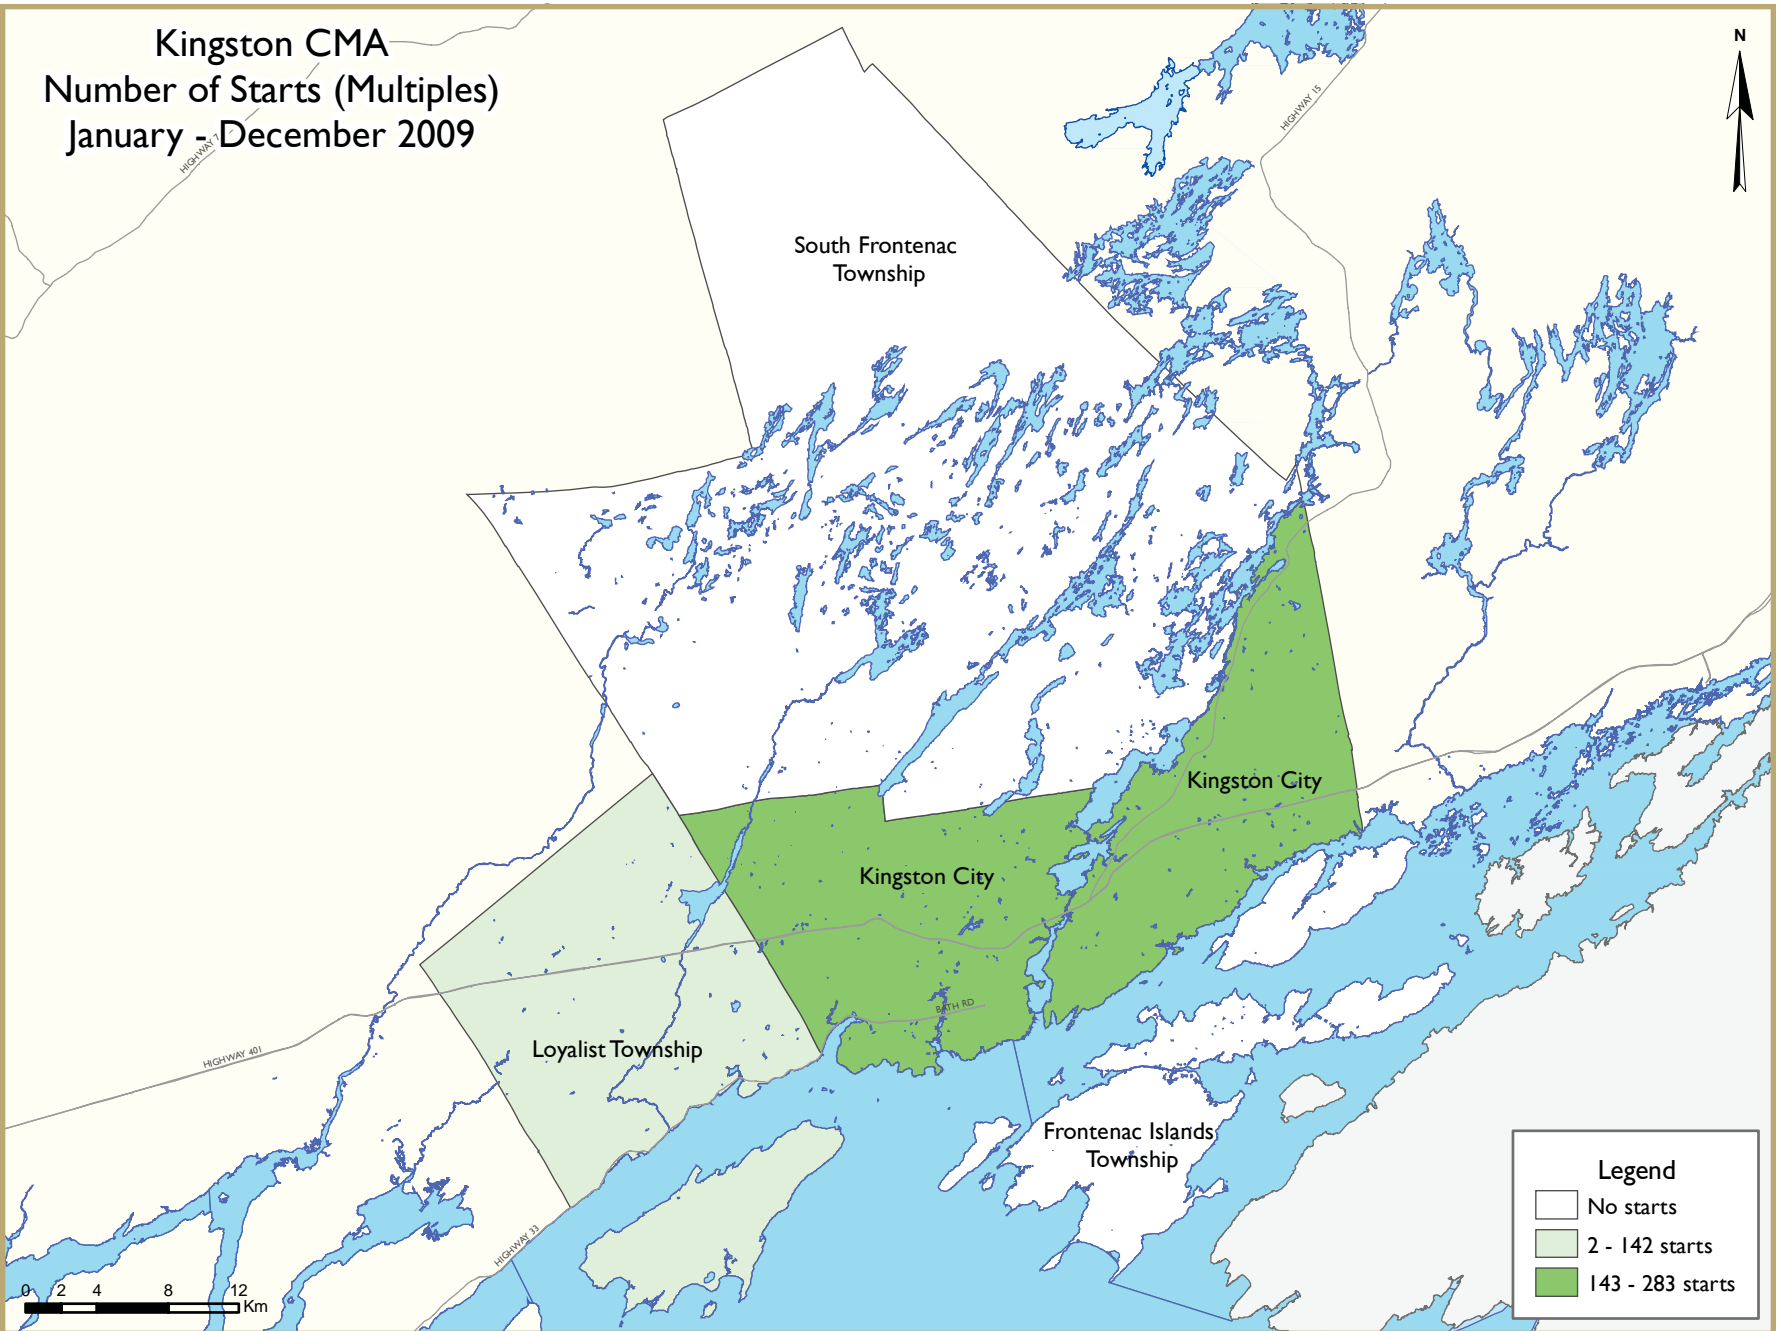 Kingston CMA
Number of Starts (Multiples)
January - December 2009
N
HIGHWAY 7
HIGHWAY 15
South Frontenac
Township
Kingston City
Kingston City
BATH RD
HIGHWAY 401
Loyalist Township
Frontenac Islands
Township
HIGHWAY 33
Legend
No starts
2 - 142 starts
143 - 283 starts
0 2 4 8 12
Km